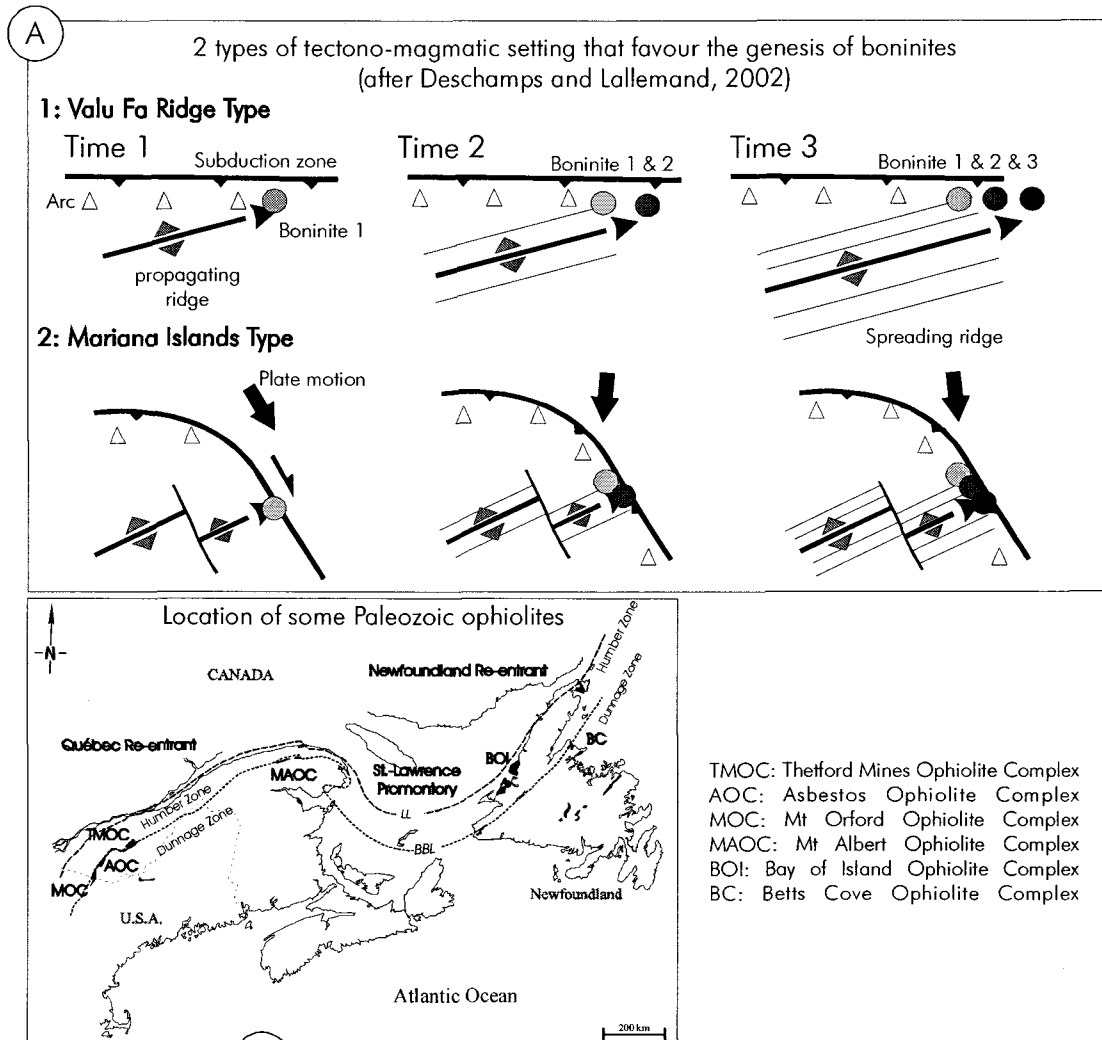 A
2 types of tectono-magmatic setting that favour the genesis of boninites
(after Deschamps and Lallemand, 2002)
1: Valu Fa Ridge Type
Time 1
Subduction zone
Arc
Boninite 1
propagating
ridge
Time 2
Boninite 1 & 2
Time 3
Boninite 1 & 2 & 3
Spreading ridge
2: Mariana Islands Type
Plate motion
Location of some Paleozoic ophiolites
-N-
CANADA
Newfoundland Re-entrant
Humber Zone
Dunnage Zone
Québec Re-entrant
MAOC
St.-Lawrence
Promontory
BOI
BC
LL
BBL
TMOC
Humber Zone
Dunnage Zone
AOC
MOC
U.S.A.
Newfoundland
Atlantic Ocean
200 km
TMOC: Thetford Mines Ophiolite Complex
AOC: Asbestos Ophiolite Complex
MOC: Mt Orford Ophiolite Complex
MAOC: Mt Albert Ophiolite Complex
BOI: Bay of Island Ophiolite Complex
BC: Betts Cove Ophiolite Complex